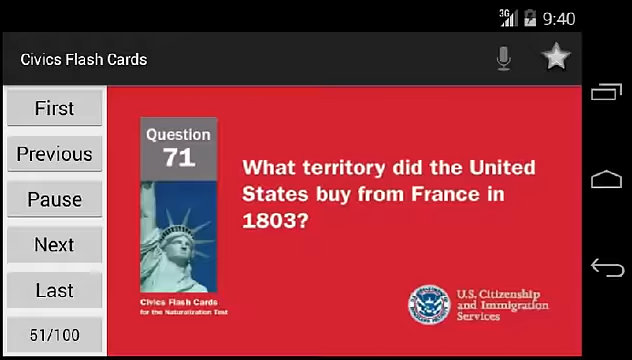 3G 9:40
Civics Flash Cards
First
Previous
Pause
Next
Last
51/100
Question
71
What territory did the United
States buy from France in
1803?
Civics Flash Cards
for the Naturalization Test
U.S. Citizenship
and Immigration
Services